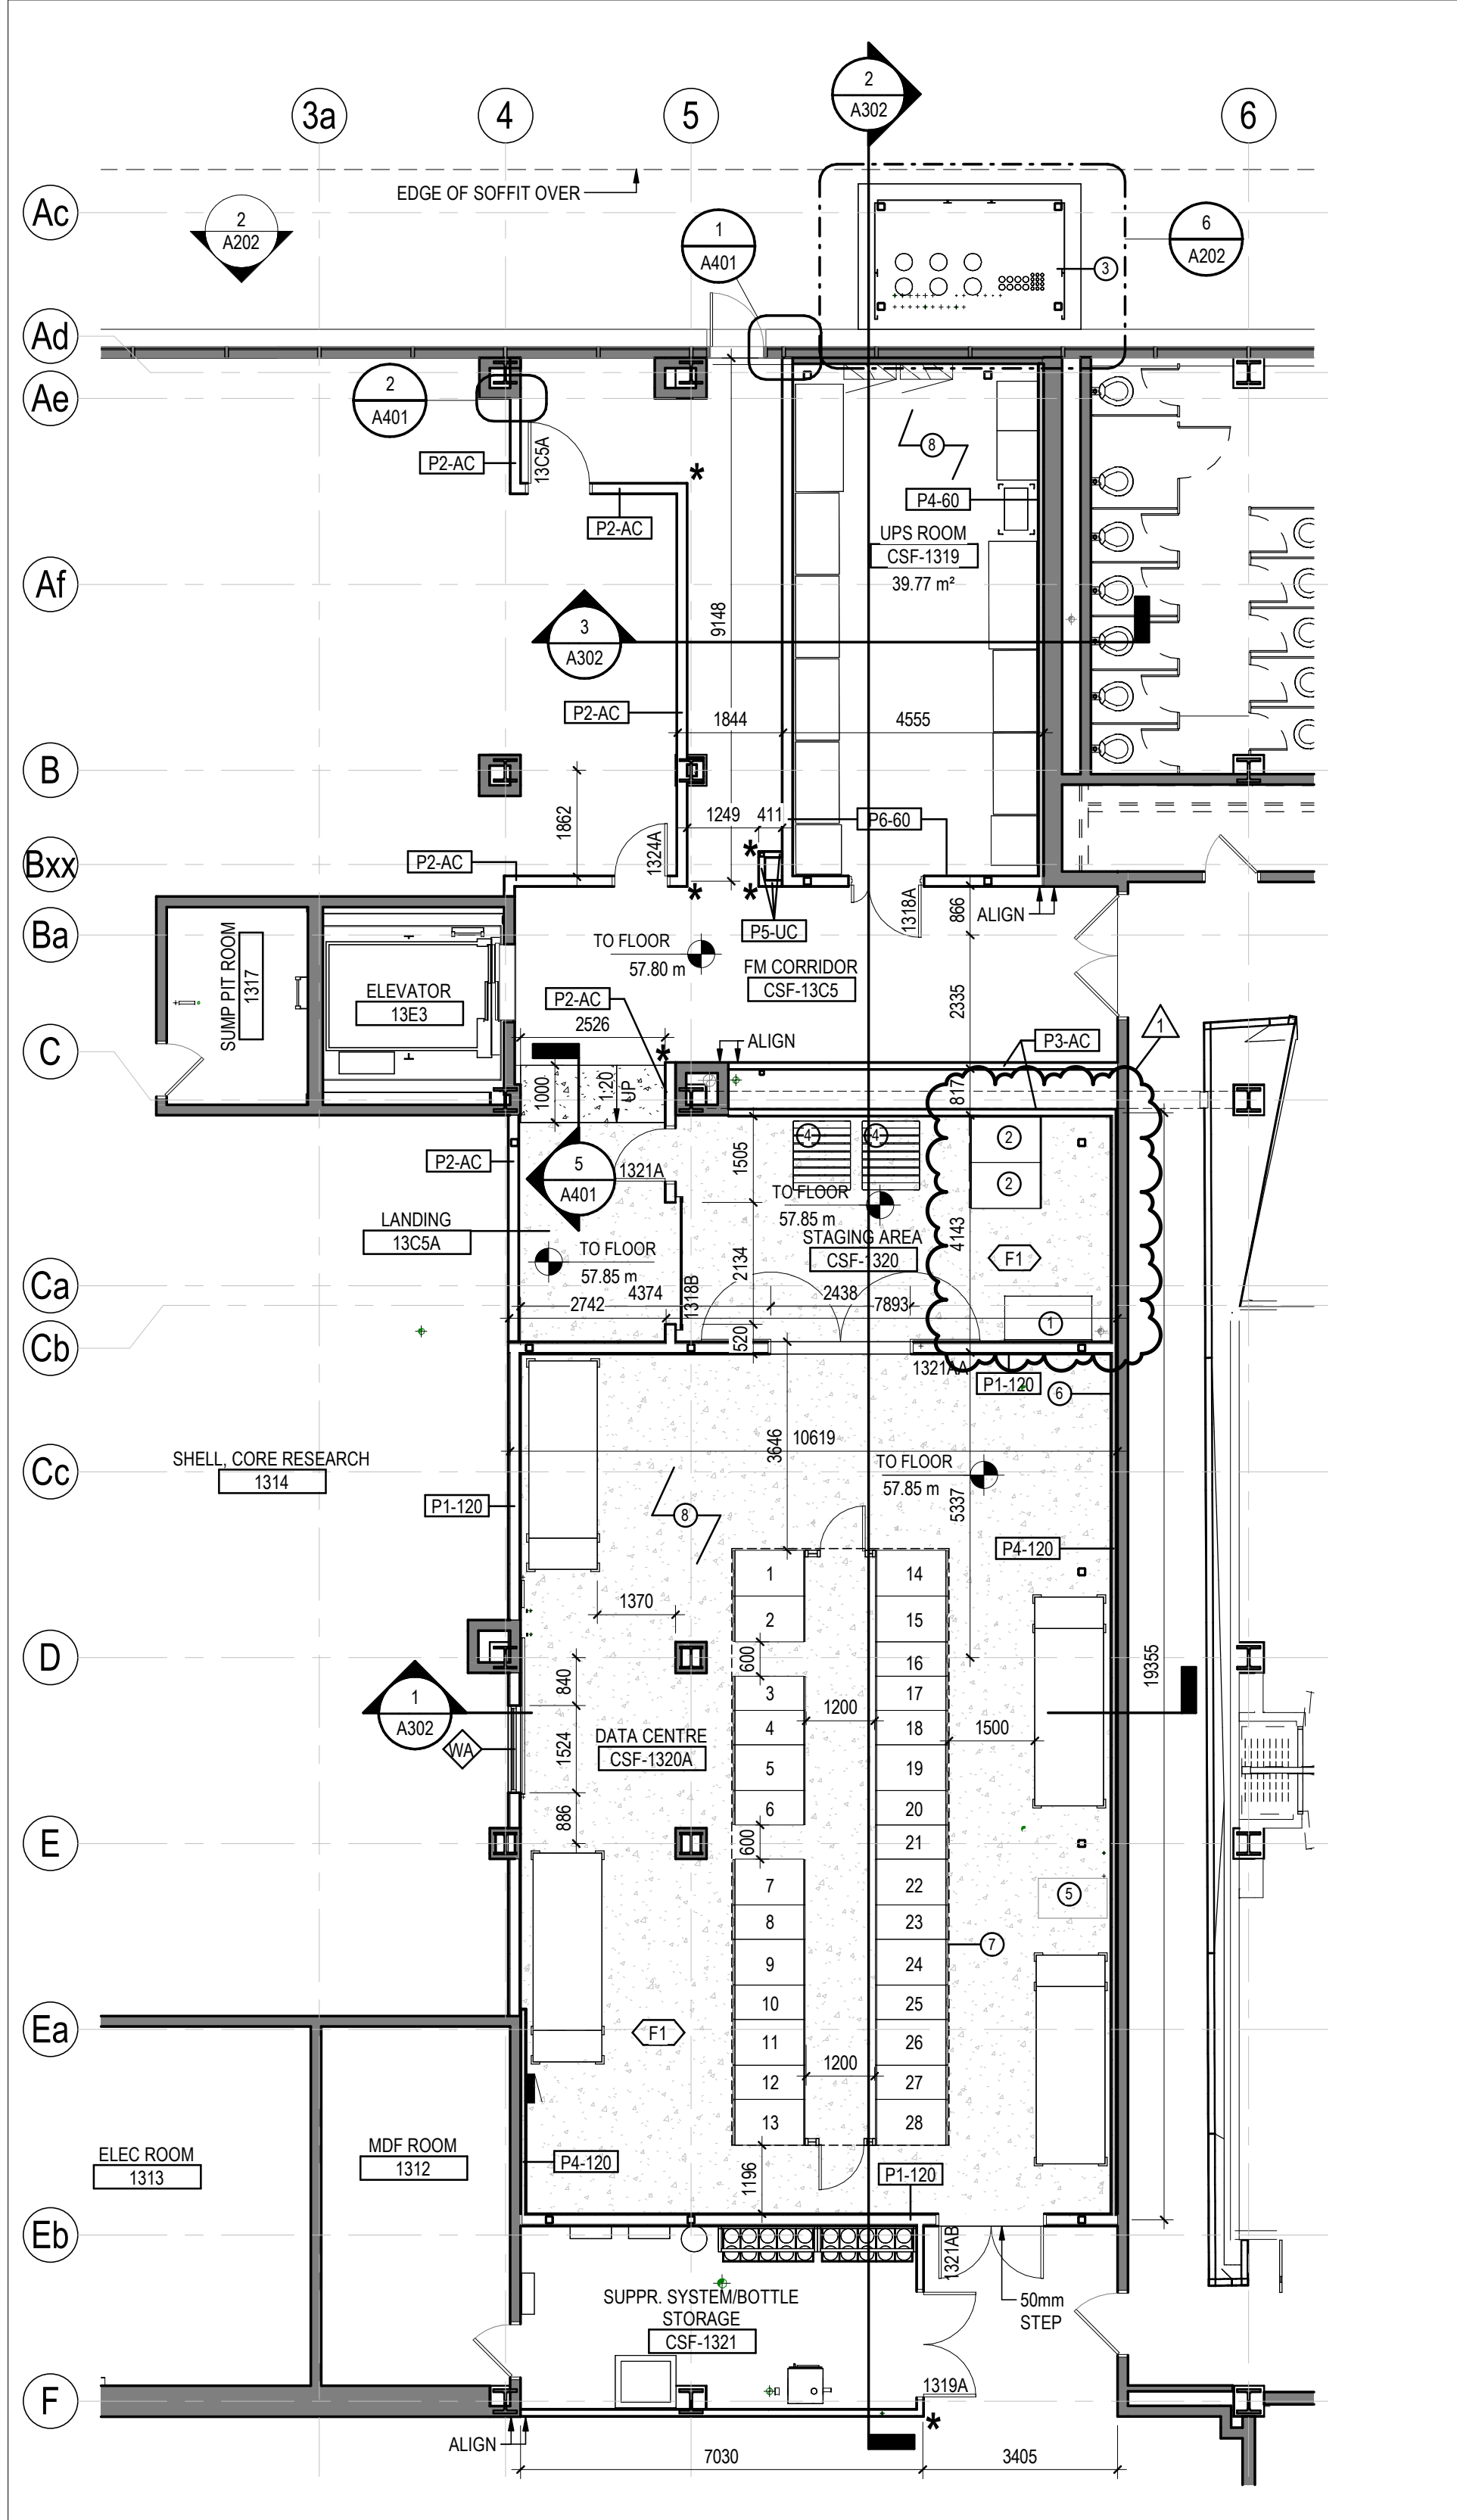 2
A302
3a
4
5
6
EDGE OF SOFFIT OVER
Ac
2
A202
1
A401
6
A202
3
Ad
Ae
2
A401
13C5A
P2-AC
8
P4-60
P2-AC
UPS ROOM
CSF-1319
39.77 m²
Af
9148
3
A302
P2-AC
1844
4555
B
1862
1249
411
P6-60
1324A
Bxx
P2-AC
1318A
866
ALIGN
P5-UC
Ba
SUMP PIT ROOM
1317
TO FLOOR
57.80 m
FM CORRIDOR
CSF-13C5
ELEVATOR
13E3
P2-AC
2526
2335
1
C
ALIGN
P3-AC
1000
1:20
UP
817
4
4
2
1505
P2-AC
5
A401
1321A
2
TO FLOOR
57.85 m
LANDING
13C5A
STAGING AREA
CSF-1320
4143
F1
TO FLOOR
57.85 m
2134
Ca
4374
2742
1318B
2438
7893
1
Cb
520
1321AA
P1-120
6
3646
10619
SHELL, CORE RESEARCH
1314
Cc
TO FLOOR
57.85 m
P1-120
8
5337
P4-120
1
14
1370
2
15
D
600
16
19355
840
3
17
1
A302
1200
4
18
1500
DATA CENTRE
CSF-1320A
WA
1524
5
19
6
20
886
E
600
21
7
22
5
8
23
7
9
24
10
25
Ea
F1
11
26
1200
12
27
13
28
ELEC ROOM
1313
MDF ROOM
1312
P4-120
1196
P1-120
Eb
1321AB
SUPPR. SYSTEM/BOTTLE
STORAGE
CSF-1321
50mm
STEP
1319A
F
ALIGN
7030
3405